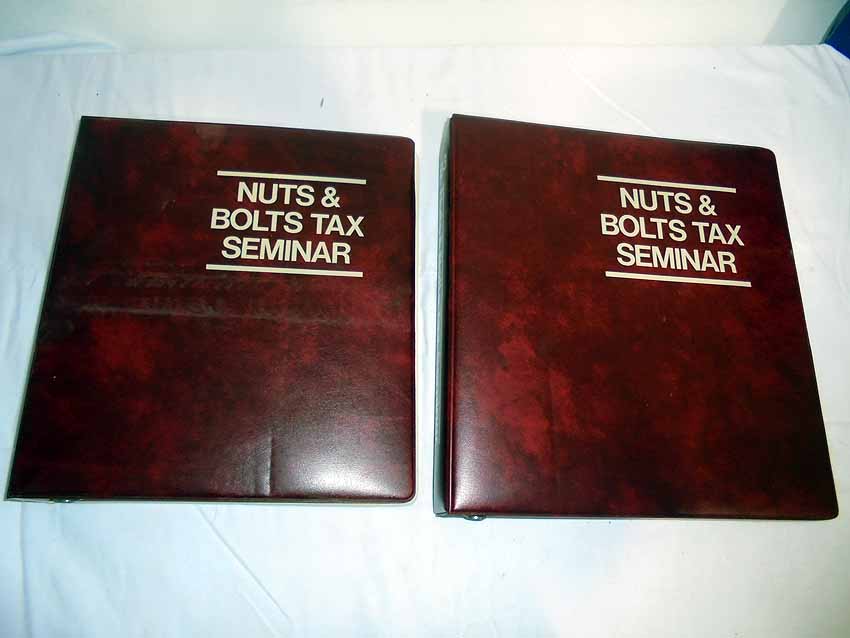 NUTS &
BOLTS TAX
SEMINAR
NUTS &
BOLTS TAX
SEMINAR